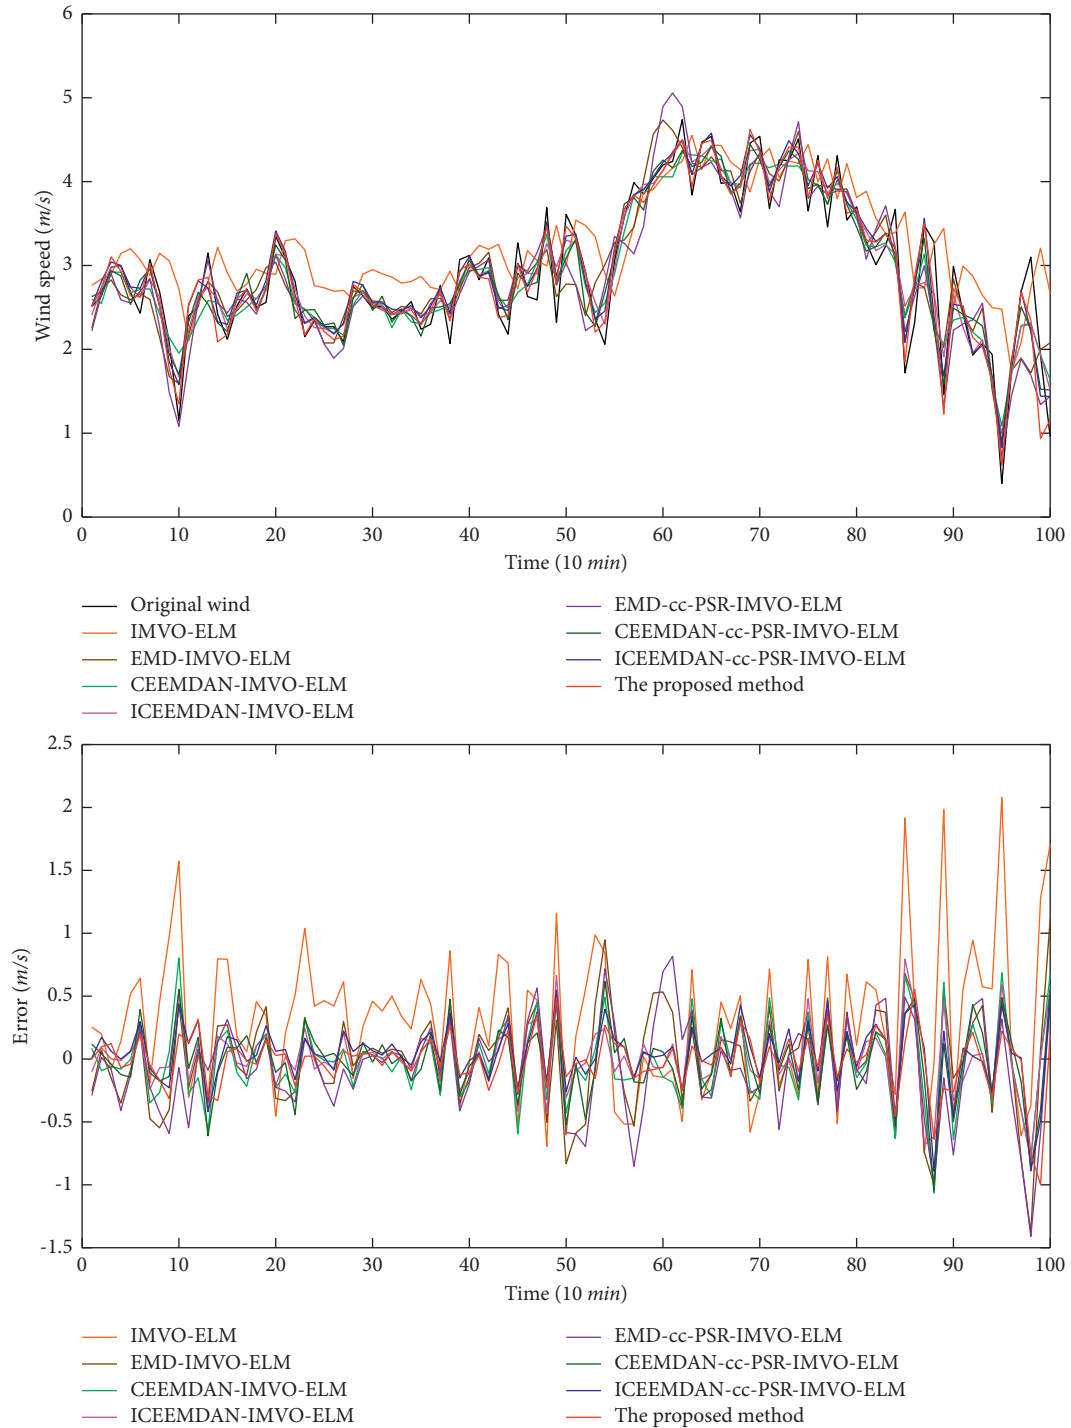 6
5
4
3
2
1
0
Wind speed (m/s)
0 10 20 30 40 50 60 70 80 90 100
Time (10 min)
Original wind
IMVO-ELM
EMD-IMVO-ELM
CEEMDAN-IMVO-ELM
ICEEMDAN-IMVO-ELM
EMD-cc-PSR-IMVO-ELM
CEEMDAN-cc-PSR-IMVO-ELM
ICEEMDAN-cc-PSR-IMVO-ELM
The proposed method
2.5
2
1.5
1
0.5
0
-0.5
-1
-1.5
Error (m/s)
0 10 20 30 40 50 60 70 80 90 100
Time (10 min)
IMVO-ELM
EMD-IMVO-ELM
CEEMDAN-IMVO-ELM
ICEEMDAN-IMVO-ELM
EMD-cc-PSR-IMVO-ELM
CEEMDAN-cc-PSR-IMVO-ELM
ICEEMDAN-cc-PSR-IMVO-ELM
The proposed method